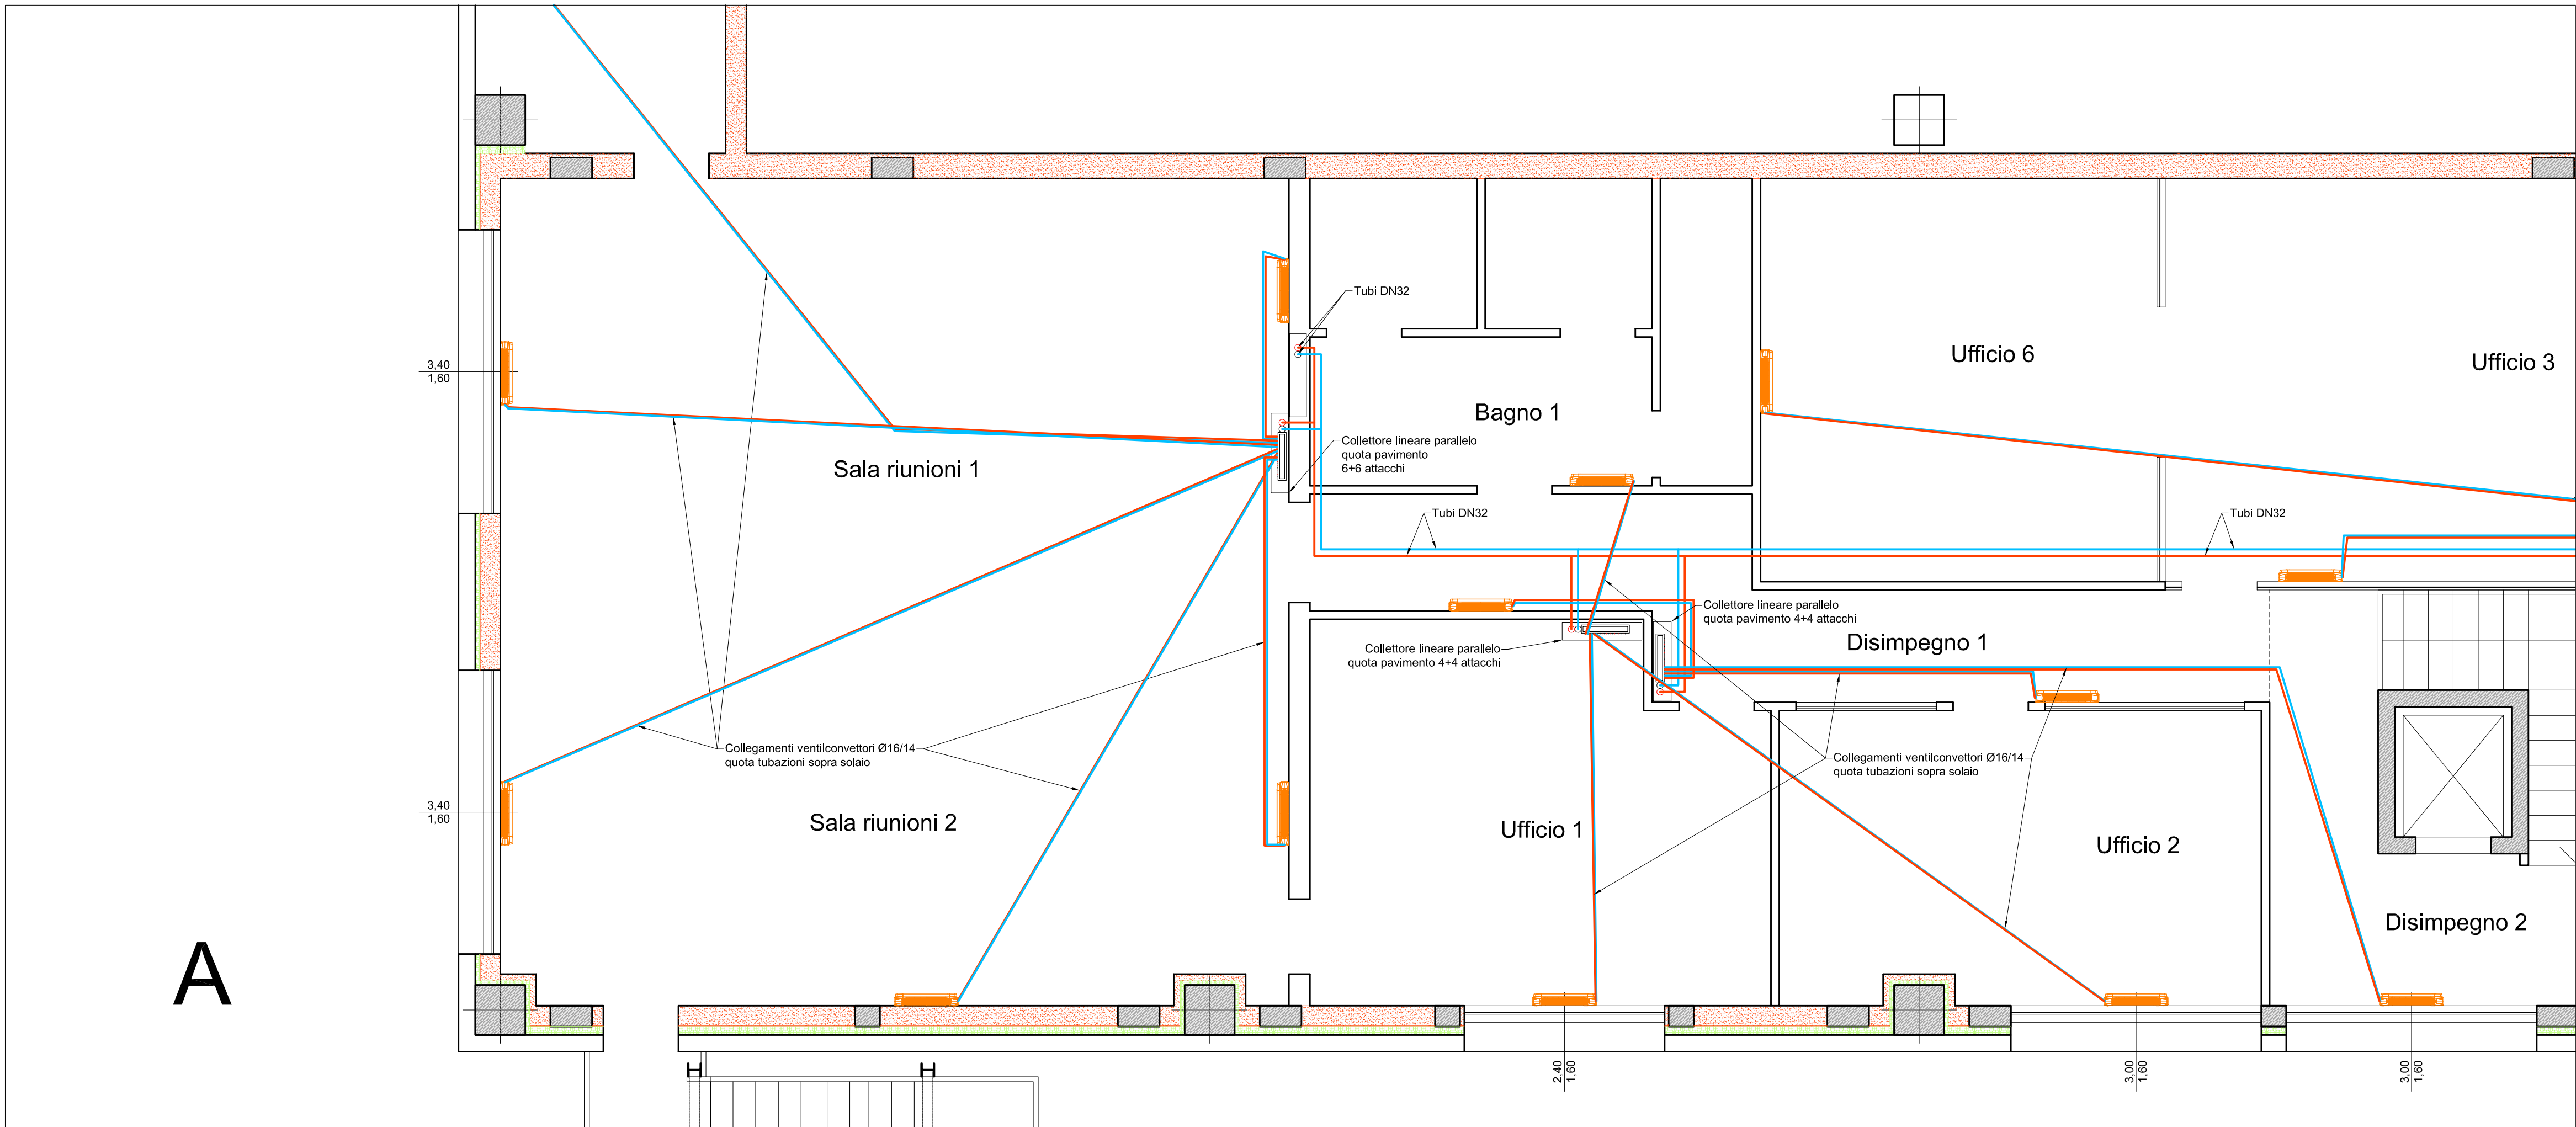 Tubi DN32
Ufficio 6
Ufficio 3
3,40
1,60
Bagno 1
Collettore lineare parallelo
quota pavimento
6+6 attacchi
Sala riunioni 1
Tubi DN32
Tubi DN32
Collettore lineare parallelo
quota pavimento 4+4 attacchi
Disimpegno 1
Collettore lineare parallelo
quota pavimento 4+4 attacchi
Collegamenti ventilconvettori Ø16/14
quota tubazioni sopra solaio
Collegamenti ventilconvettori Ø16/14
quota tubazioni sopra solaio
3,40
1,60
Sala riunioni 2
Ufficio 1
Ufficio 2
Disimpegno 2
A
2,40
1,60
3,00
1,60
3,00
1,60